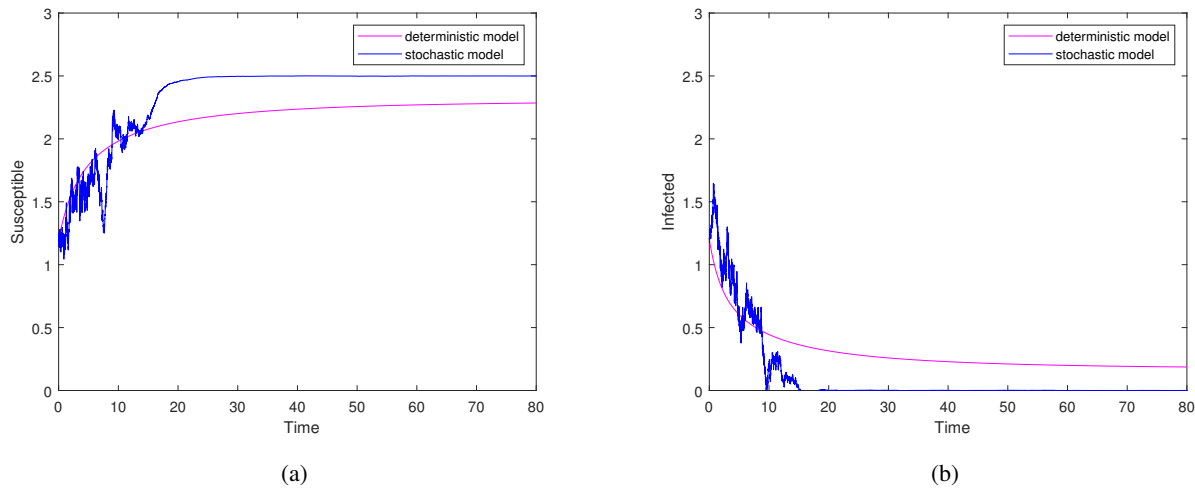 3
2.5
2
1.5
1
0.5
0
Susceptible
deterministic model
stochastic model
0 10 20 30 40 50 60 70 80
Time
(a)
3
2.5
2
1.5
1
0.5
0
Infected
deterministic model
stochastic model
0 10 20 30 40 50 60 70 80
Time
(b)